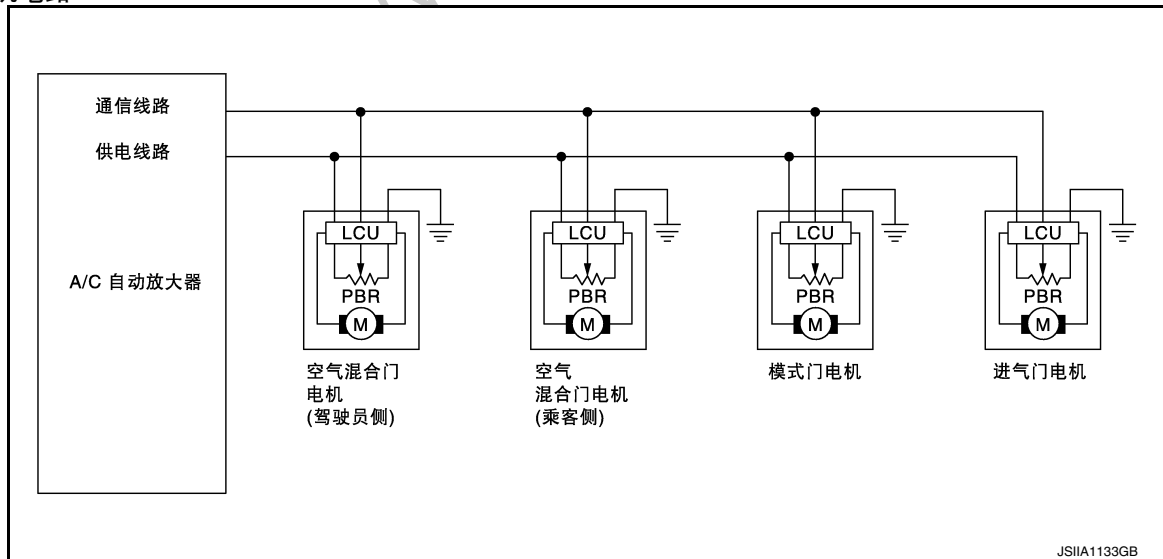 通信线路
供电线路
A/C 自动放大器
LCU
PBR
M
空气混合门
电机
(驾驶员侧)
LCU
PBR
M
空气
混合门电机
(乘客侧)
LCU
PBR
M
模式门电机
LCU
PBR
M
进气门电机
JSIIA1133GB